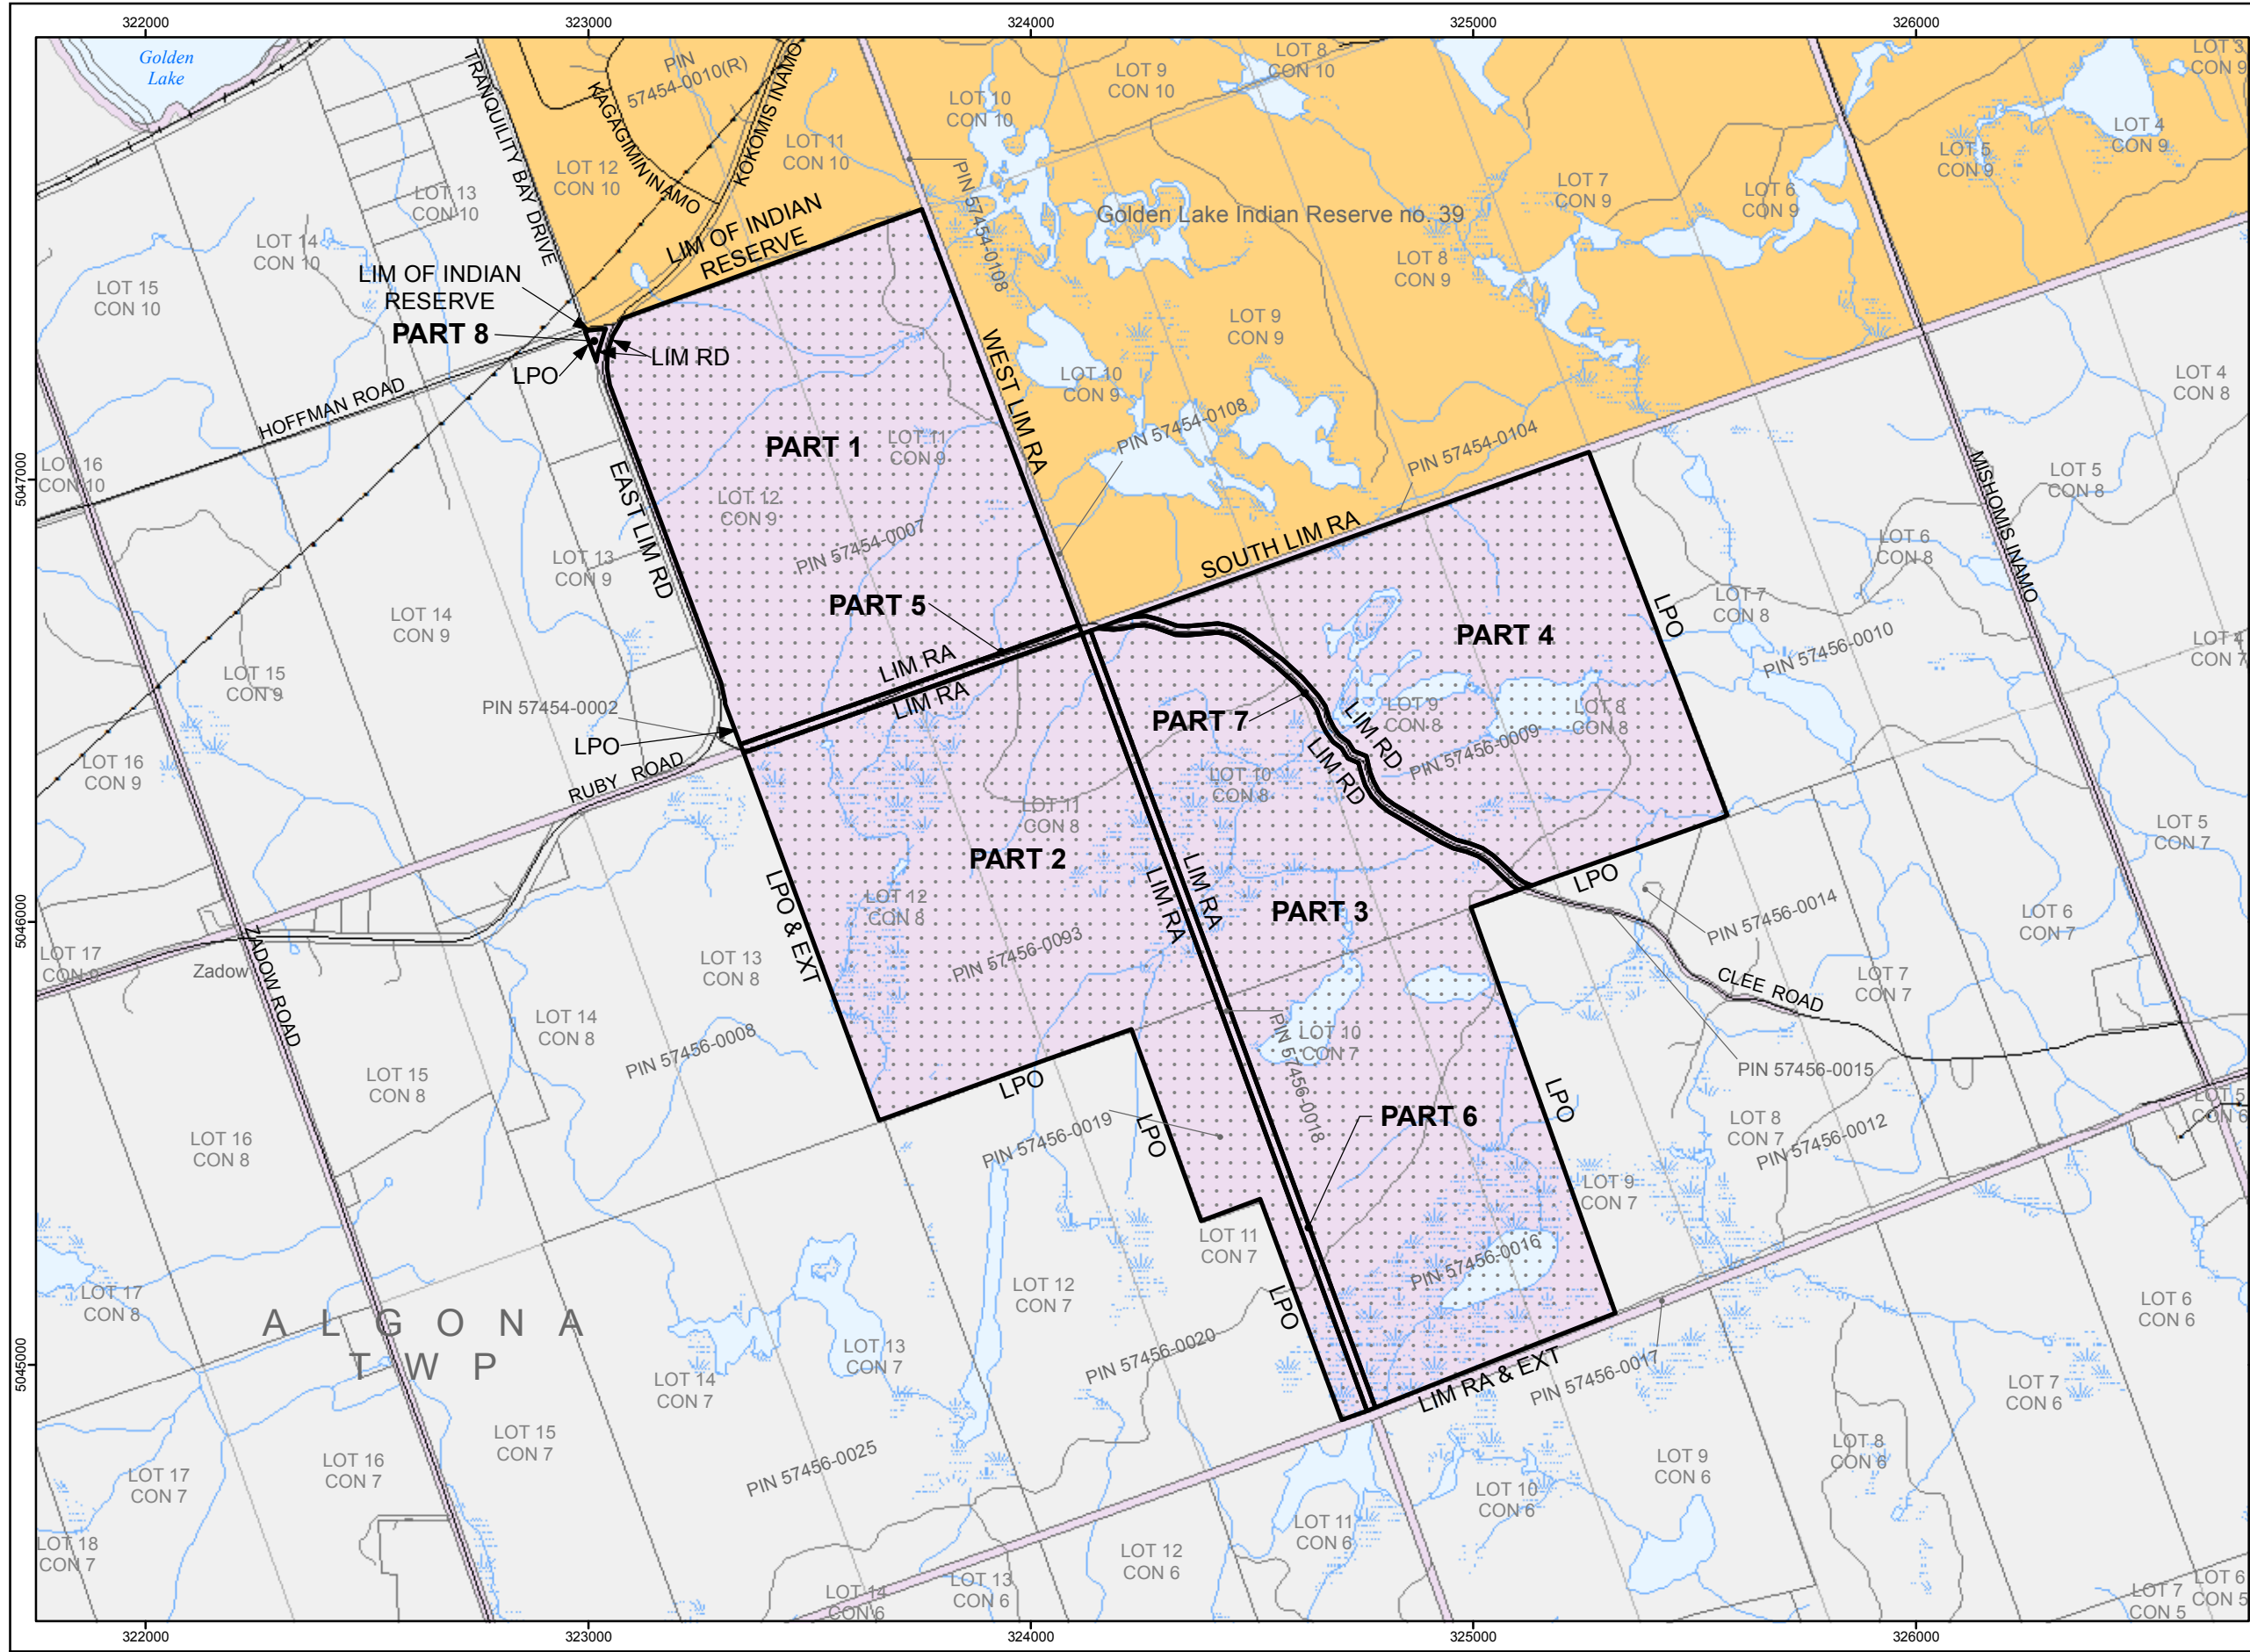 322000
323000
324000
325000
326000
Golden
Lake
TRANQUILITY BAY DRIVE
PIN
57454-0010(R)
KAGAGIMIN INAMO
KOKOMIS INAMO
LOT 8
CON 10
LOT 9
CON 10
LOT 10
CON 10
LOT 3
CON 9
LOT 4
CON 9
LOT 5
CON 9
LOT 11
CON 10
LOT 12
CON 10
LOT 13
CON 10
LOT 7
CON 9
LOT 6
CON 9
PIN 57454-0108
Golden Lake Indian Reserve no. 39
LIM OF INDIAN
RESERVE
LOT 14
CON 10
LOT 8
CON 9
LOT 15
CON 10
LIM OF INDIAN
RESERVE
PART 8
LPO
LIM RD
LOT 9
CON 9
WEST LIM RA
LOT 10
CON 9
LOT 4
CON 8
HOFFMAN ROAD
PIN 57454-0108
PIN 57454-0104
PART 1
LOT 11
CON 9
LOT 16
CON 10
5047000
EAST LIM RD
LOT 12
CON 9
MISHOMIS INAMO
LOT 5
CON 8
PIN 57454-0007
SOUTH LIM RA
LOT 6
CON 8
LOT 13
CON 9
LOT 14
CON 9
PART 5
LPO
LOT 7
CON 8
PART 4
PIN 57456-0010
LOT 4
CON 7
LOT 15
CON 9
LIM RA
LIM RA
PIN 57454-0002
LPO
PART 7
LIM RD
LIM RD
LOT 9
CON 8
LOT 8
CON 8
PIN 57456-0009
LOT 16
CON 9
RUBY ROAD
LOT 10
CON 8
LOT 11
CON 8
LOT 5
CON 7
PART 2
LPO & EXT
LIM RA
LIM RA
LPO
LOT 12
CON 8
PART 3
PIN 57456-0014
5046000
LOT 6
CON 7
LOT 17
CON 9
Zadow
ZADOW ROAD
LOT 13
CON 8
PIN 57456-0093
CLEE ROAD
LOT 7
CON 7
LOT 14
CON 8
PIN 57456-0008
LOT 10
CON 7
PIN 57456-0018
PIN 57456-0015
LOT 15
CON 8
LPO
LPO
LPO
LOT 5
CON 6
PART 6
LOT 8
CON 7
PIN 57456-0012
LOT 16
CON 8
PIN 57456-0019
LOT 9
CON 7
LOT 11
CON 7
PIN 57456-0016
LOT 12
CON 7
LPO
LOT 17
CON 8
LOT 6
CON 6
ALGONA
TWP
LOT 13
CON 7
PIN 57456-0020
5045000
LIM RA & EXT
PIN 57456-0017
LOT 14
CON 7
LOT 7
CON 6
LOT 15
CON 7
LOT 16
CON 7
LOT 17
CON 7
PIN 57456-0025
LOT 8
CON 6
LOT 9
CON 6
LOT 10
CON 6
LOT 11
CON 6
LOT 18
CON 7
LOT 12
CON 6
LOT 13
CON 6
LOT 14
CON 6
LOT 7
CON 5
LOT 6
CON 5
322000
323000
324000
325000
326000